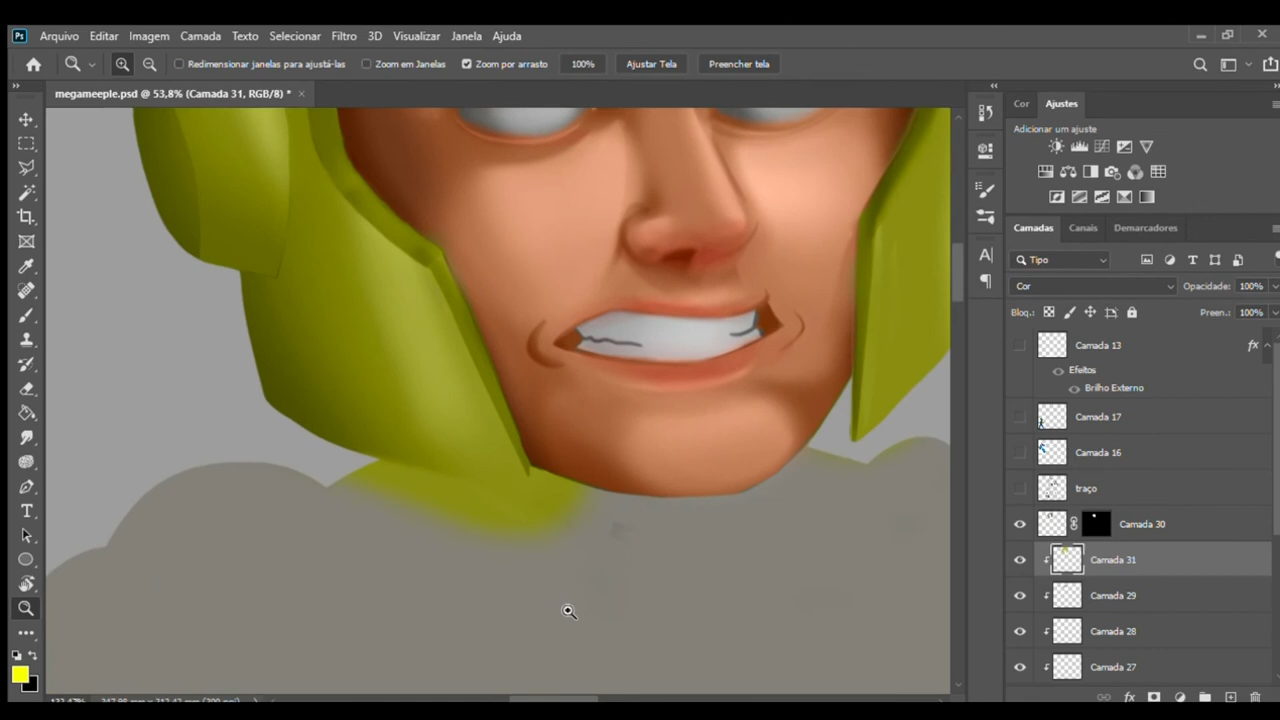 Ps Arquivo Editar Imagem Camada Texto Selecionar Filtro 3D Visualizar Janela Ajuda
Redimensionar janelas para ajustá-las Zoom em Janelas Zoom por arrasto 100% Ajustar Tela Preencher tela
megameeple.psd @ 53,8% (Camada 31, RGB/8) *
Cor Ajustes
Adicionar um ajuste
Camadas Canais Demarcadores
Tipo
Cor Opacidade: 100%
Bloq.: Preen.: 100%
Camada 13 fx
Efeitos
Brilho Externo
Camada 17
Camada 16
traço
Camada 30
Camada 31
Camada 29
Camada 28
Camada 27
fx